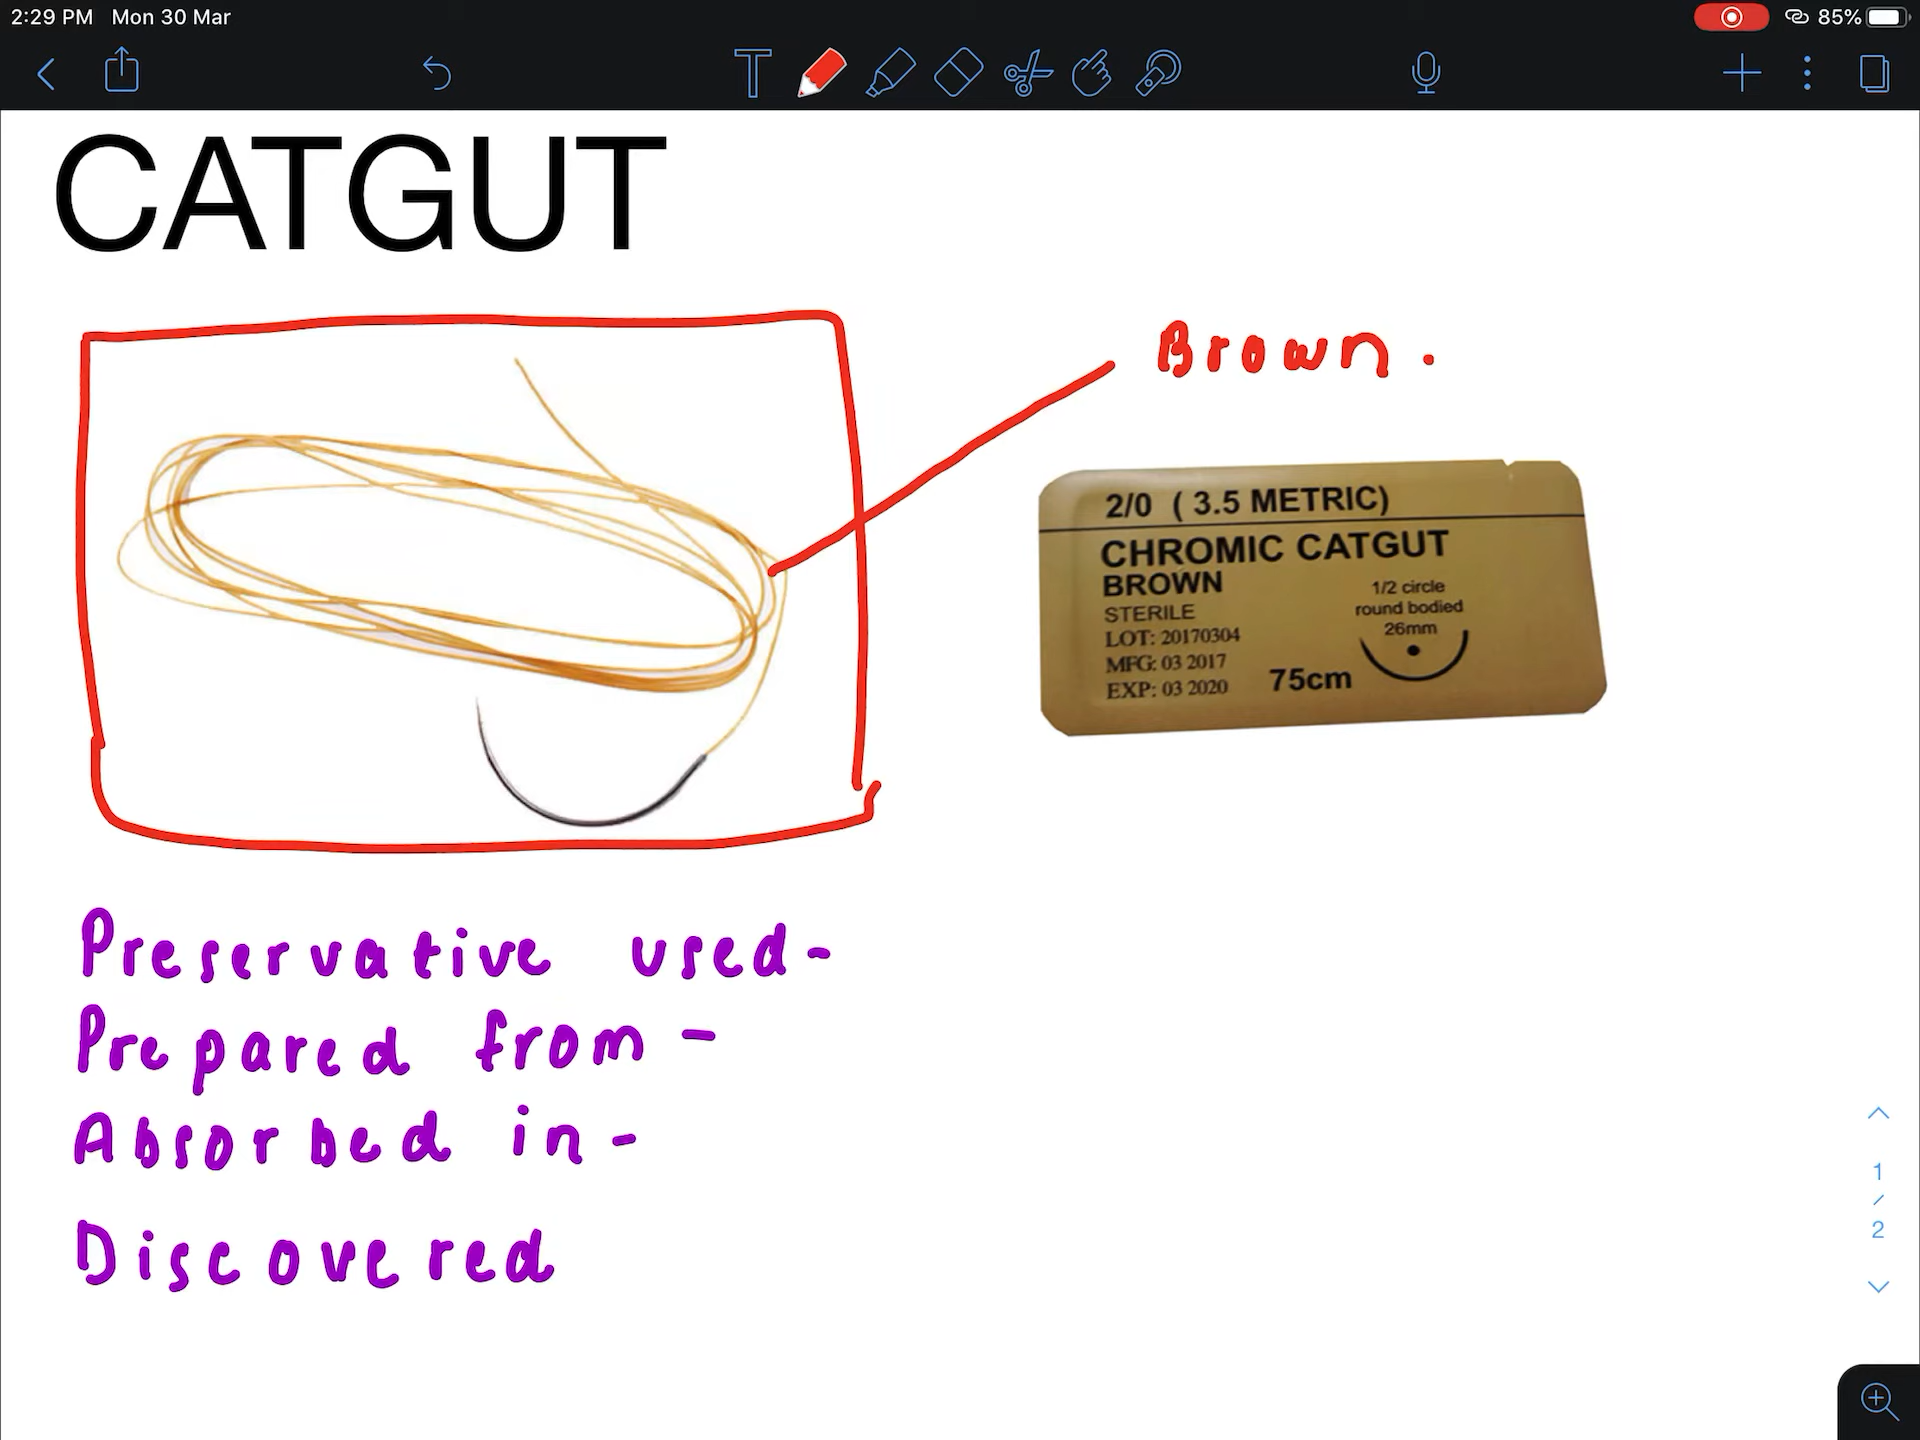 2:29 PM Mon 30 Mar
85%
T
CATGUT
Brown.
2/0 ( 3.5 METRIC)
CHROMIC CATGUT
BROWN
STERILE
LOT: 20170304
MFG: 03 2017
EXP: 03 2020
75cm
1/2 circle
round bodied
26mm
Preservative used-
Prepared from -
Absorbed in -
Discovered
1
/
2